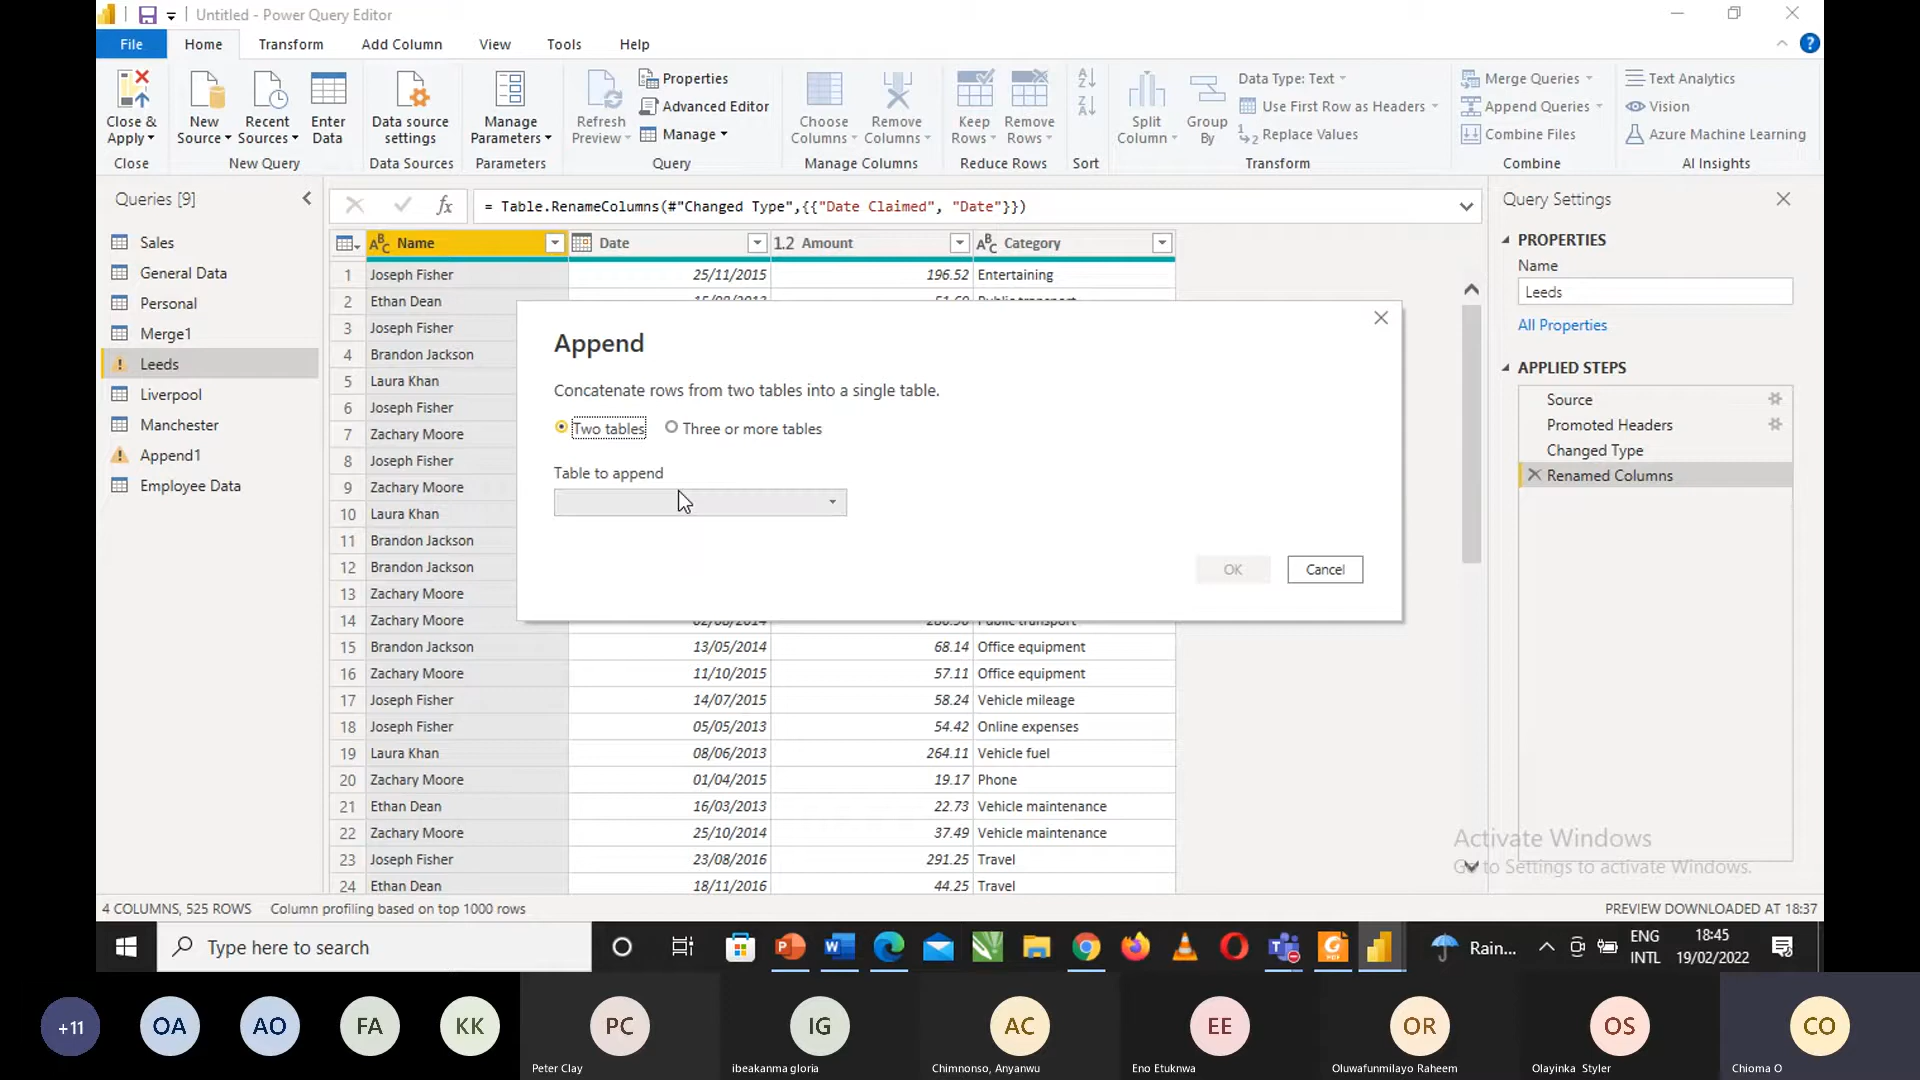 Untitled - Power Query Editor
File Home Transform Add Column View Tools Help
Close & Apply
Close
New Source
Recent Sources
Enter Data
New Query
Data source settings
Data Sources
Manage Parameters
Parameters
Refresh Preview
Properties
Advanced Editor
Manage
Query
Choose Columns
Remove Columns
Manage Columns
Keep Rows
Remove Rows
Reduce Rows
Sort
Split Column
Group By
Data Type: Text
Use First Row as Headers
Replace Values
Transform
Merge Queries
Append Queries
Combine Files
Combine
Text Analytics
Vision
Azure Machine Learning
AI Insights
Queries [9]
Sales
General Data
Personal
Merge1
Leeds
Liverpool
Manchester
Append1
Employee Data
= Table.RenameColumns(#"Changed Type",{{"Date Claimed", "Date"}})
Name Date 1.2 Amount Category
1 Joseph Fisher 25/11/2015 196.52 Entertaining
2 Ethan Dean
3 Joseph Fisher
4 Brandon Jackson
5 Laura Khan
6 Joseph Fisher
7 Zachary Moore
8 Joseph Fisher
9 Zachary Moore
10 Laura Khan
11 Brandon Jackson
12 Brandon Jackson
13 Zachary Moore
14 Zachary Moore
15 Brandon Jackson 13/05/2014 68.14 Office equipment
16 Zachary Moore 11/10/2015 57.11 Office equipment
17 Joseph Fisher 14/07/2015 58.24 Vehicle mileage
18 Joseph Fisher 05/05/2013 54.42 Online expenses
19 Laura Khan 08/06/2013 264.11 Vehicle fuel
20 Zachary Moore 01/04/2015 19.17 Phone
21 Ethan Dean 16/03/2013 22.73 Vehicle maintenance
22 Zachary Moore 25/10/2014 37.49 Vehicle maintenance
23 Joseph Fisher 23/08/2016 291.25 Travel
24 Ethan Dean 18/11/2016 44.25 Travel
Append
Concatenate rows from two tables into a single table.
Two tables Three or more tables
Table to append
OK Cancel
Query Settings
PROPERTIES
Name
Leeds
All Properties
APPLIED STEPS
Source
Promoted Headers
Changed Type
Renamed Columns
Activate Windows
Go to Settings to activate Windows.
4 COLUMNS, 525 ROWS Column profiling based on top 1000 rows
PREVIEW DOWNLOADED AT 18:37
Type here to search
Rain...
ENG
INTL
18:45
19/02/2022
+11 OA AO FA KK PC IG AC EE OR OS CO
Peter Clay ibeakanma gloria Chimnonso, Anyanwu Eno Etuknwa Oluwafunmilayo Raheem Olayinka Styler Chioma O